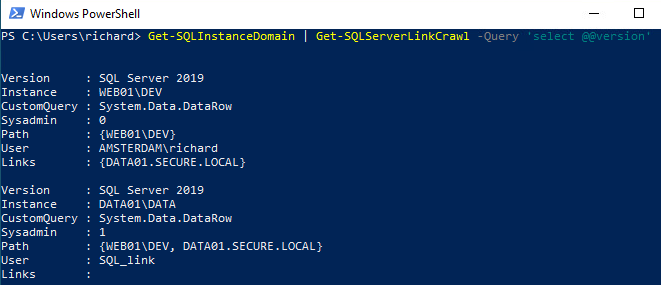 Windows PowerShell
PS C:\Users\richard> Get-SQLInstanceDomain | Get-SQLServerLinkCrawl -Query 'select @@version'
Version     : SQL Server 2019
Instance    : WEB01\DEV
CustomQuery : System.Data.DataRow
Sysadmin    : 0
Path        : {WEB01\DEV}
User        : AMSTERDAM\richard
Links       : {DATA01.SECURE.LOCAL}
Version     : SQL Server 2019
Instance    : DATA01\DATA
CustomQuery : System.Data.DataRow
Sysadmin    : 1
Path        : {WEB01\DEV, DATA01.SECURE.LOCAL}
User        : SQL_link
Links       :